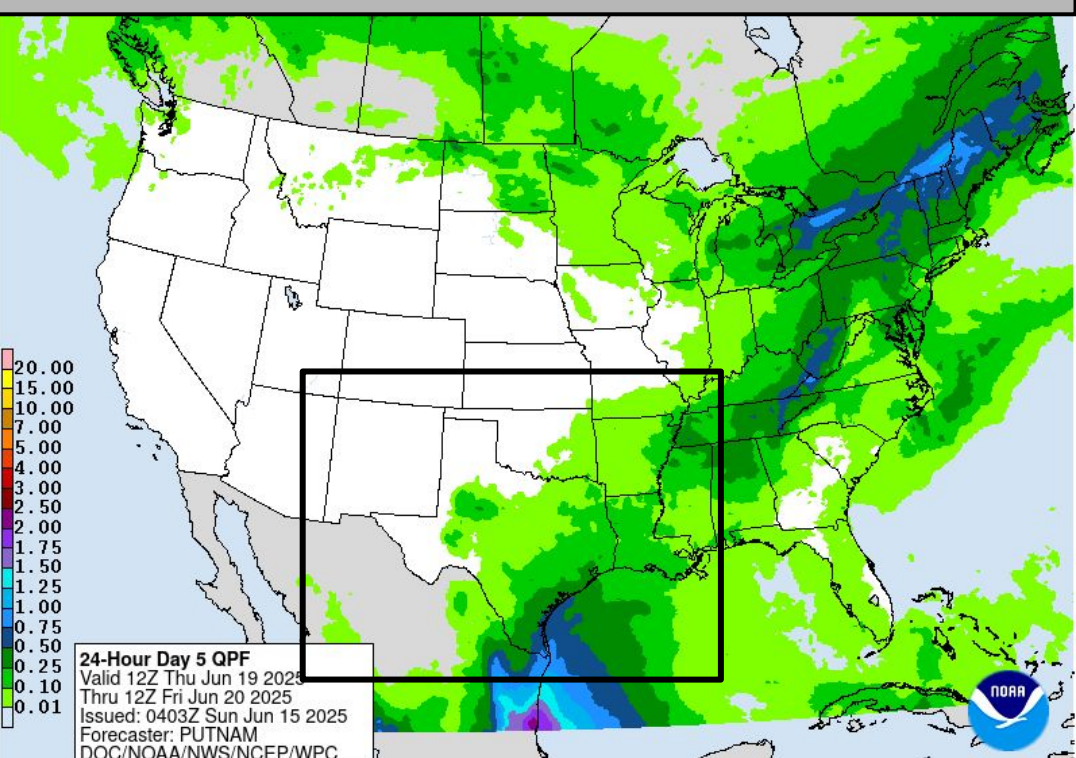 20.00
15.00
10.00
7.00
5.00
4.00
3.00
2.50
2.00
1.75
1.50
1.25
1.00
0.75
0.50
0.25
0.10
0.01
24-Hour Day 5 QPF
Valid 12Z Thu Jun 19 2025
Thru 12Z Fri Jun 20 2025
Issued: 0403Z Sun Jun 15 2025
Forecaster: PUTNAM
DOC/NOAA/NWS/NCEP/WPC
NOAA